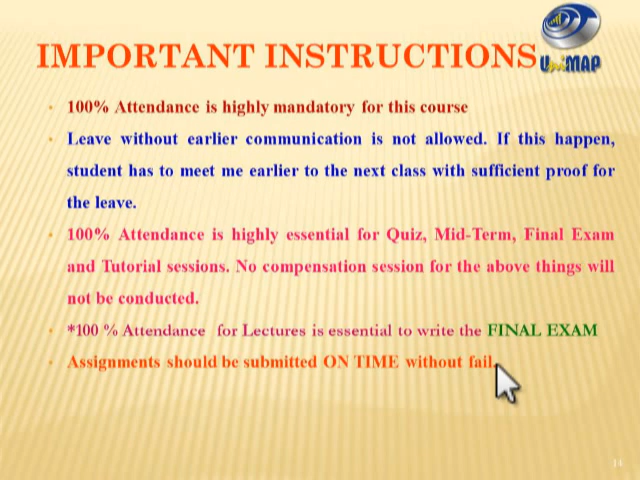 IMPORTANT INSTRUCTIONS
UniMAP
• 100% Attendance is highly mandatory for this course
• Leave without earlier communication is not allowed. If this happen,
student has to meet me earlier to the next class with sufficient proof for
the leave.
• 100% Attendance is highly essential for Quiz, Mid-Term, Final Exam
and Tutorial sessions. No compensation session for the above things will
not be conducted.
• *100 % Attendance for Lectures is essential to write the FINAL EXAM
• Assignments should be submitted ON TIME without fail.
14